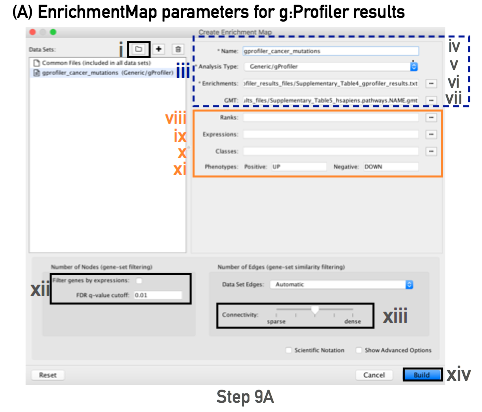 (A) EnrichmentMap parameters for g:Profiler results
Create Enrichment Map
Data Sets:
i
Common Files (included in all data sets)
gprofiler_cancer_mutations (Generic/gProfiler)
iii
* Name: gprofiler_cancer_mutations
iv
* Analysis Type: Generic/gProfiler
v
* Enrichments: ofiler_results_files/Supplementary_Table4_gprofiler_results.txt
vi
GMT: ults_files/Supplementary_Table5_hsapiens.pathways.NAME.gmt
vii
viii
Ranks:
ix
Expressions:
x
Classes:
xi
Phenotypes: Positive: UP Negative: DOWN
Number of Nodes (gene-set filtering)
xii
Filter genes by expressions:
FDR q-value cutoff: 0.01
Number of Edges (gene-set similarity filtering)
Data Set Edges: Automatic
Connectivity:
sparse dense
xiii
Scientific Notation Show Advanced Options
Reset Cancel Build
xiv
Step 9A